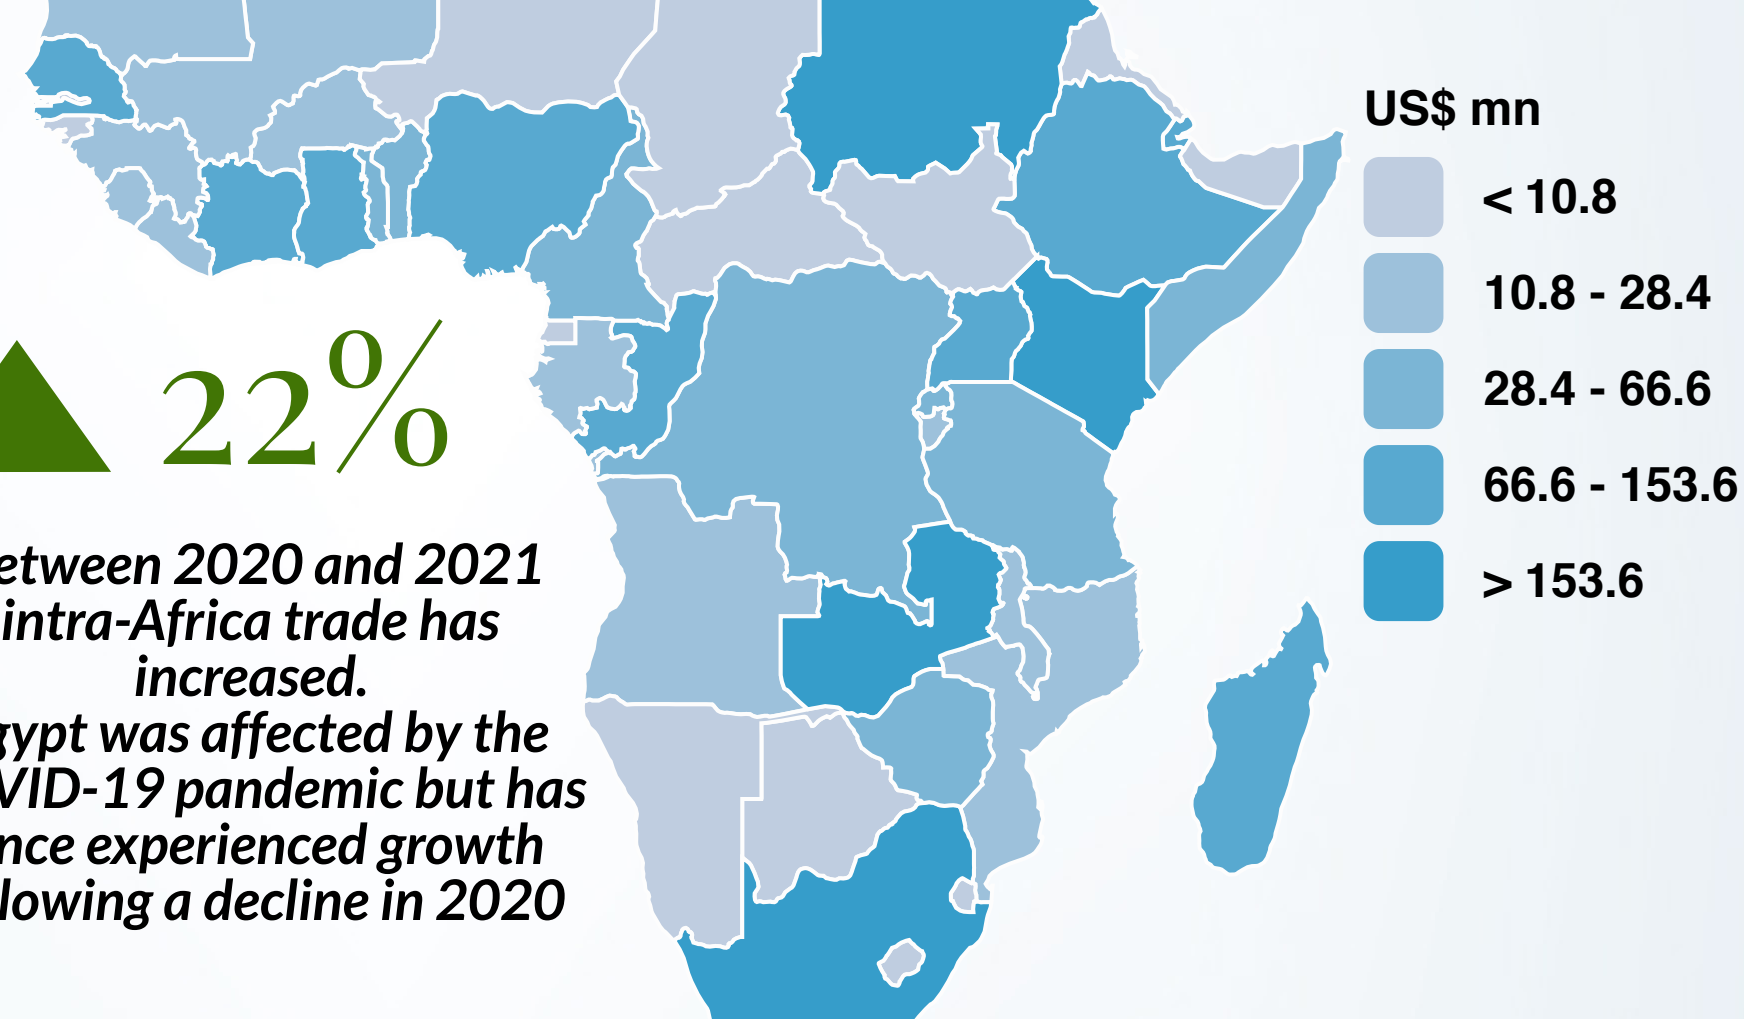 US$ mn
< 10.8
10.8 - 28.4
28.4 - 66.6
66.6 - 153.6
> 153.6
22%
etween 2020 and 2021
intra-Africa trade has
increased.
gypt was affected by the
VID-19 pandemic but has
nce experienced growth
lowing a decline in 2020